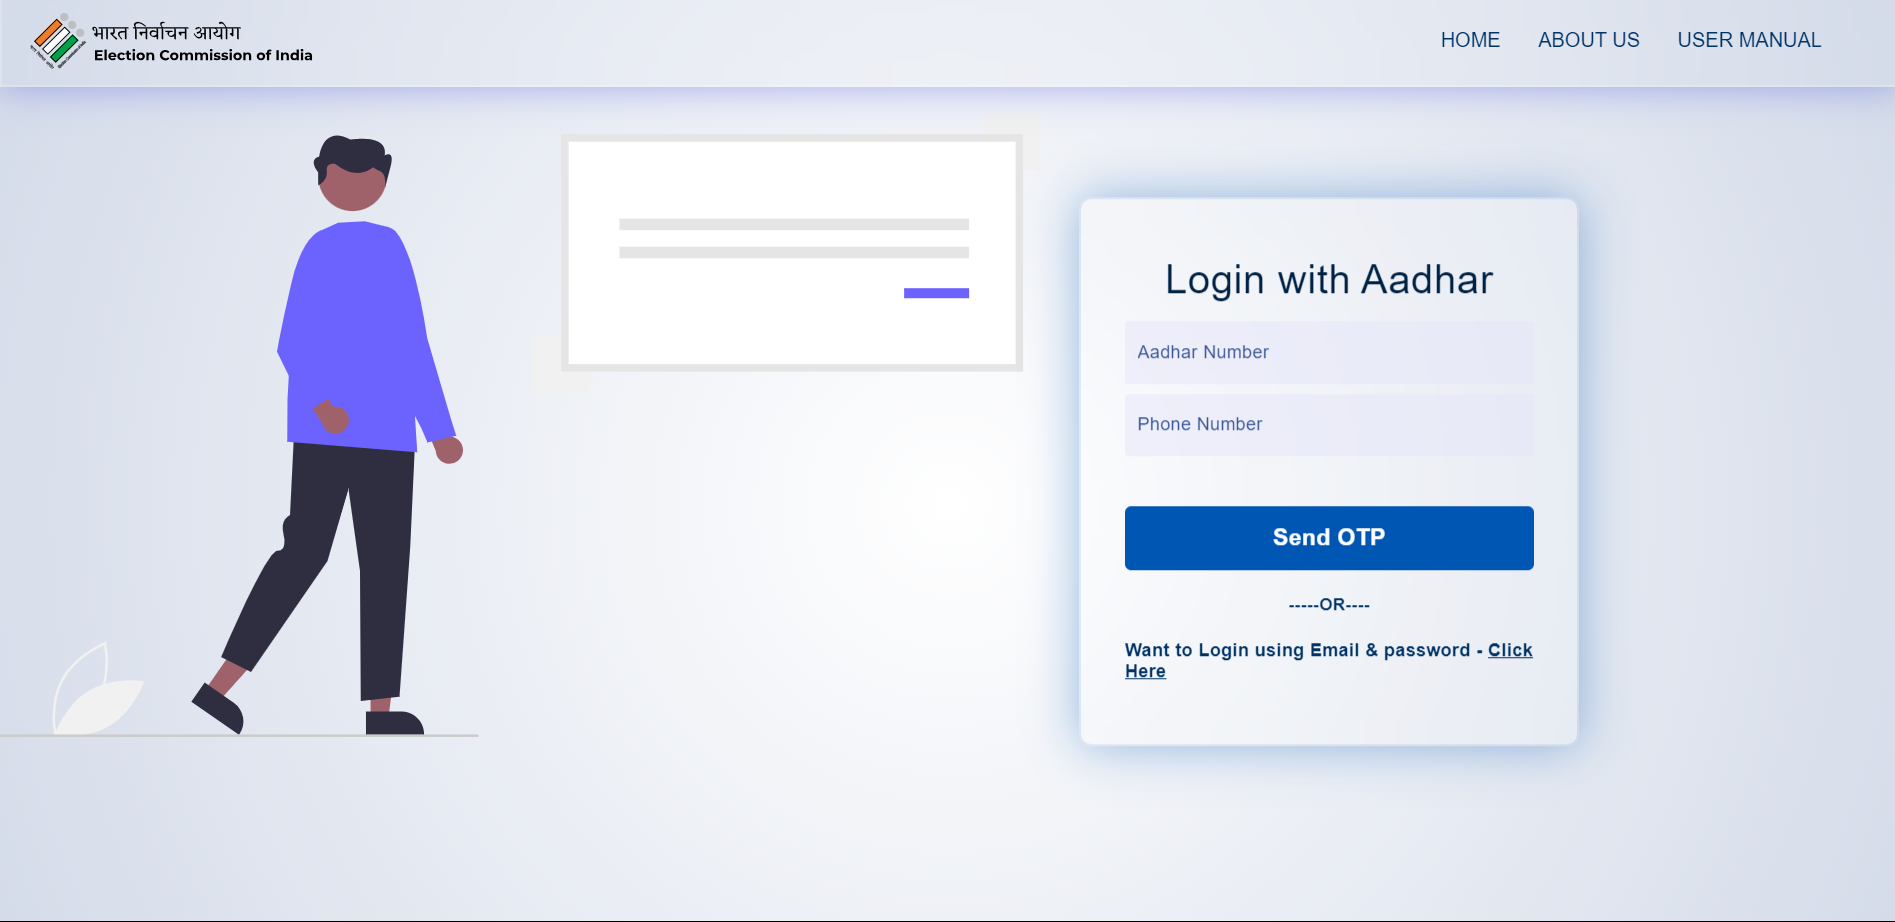 भारत निर्वाचन आयोग
Election Commission of India
HOME
ABOUT US
USER MANUAL
Login with Aadhar
Aadhar Number
Phone Number
Send OTP
-----OR----
Want to Login using Email & password - Click
Here